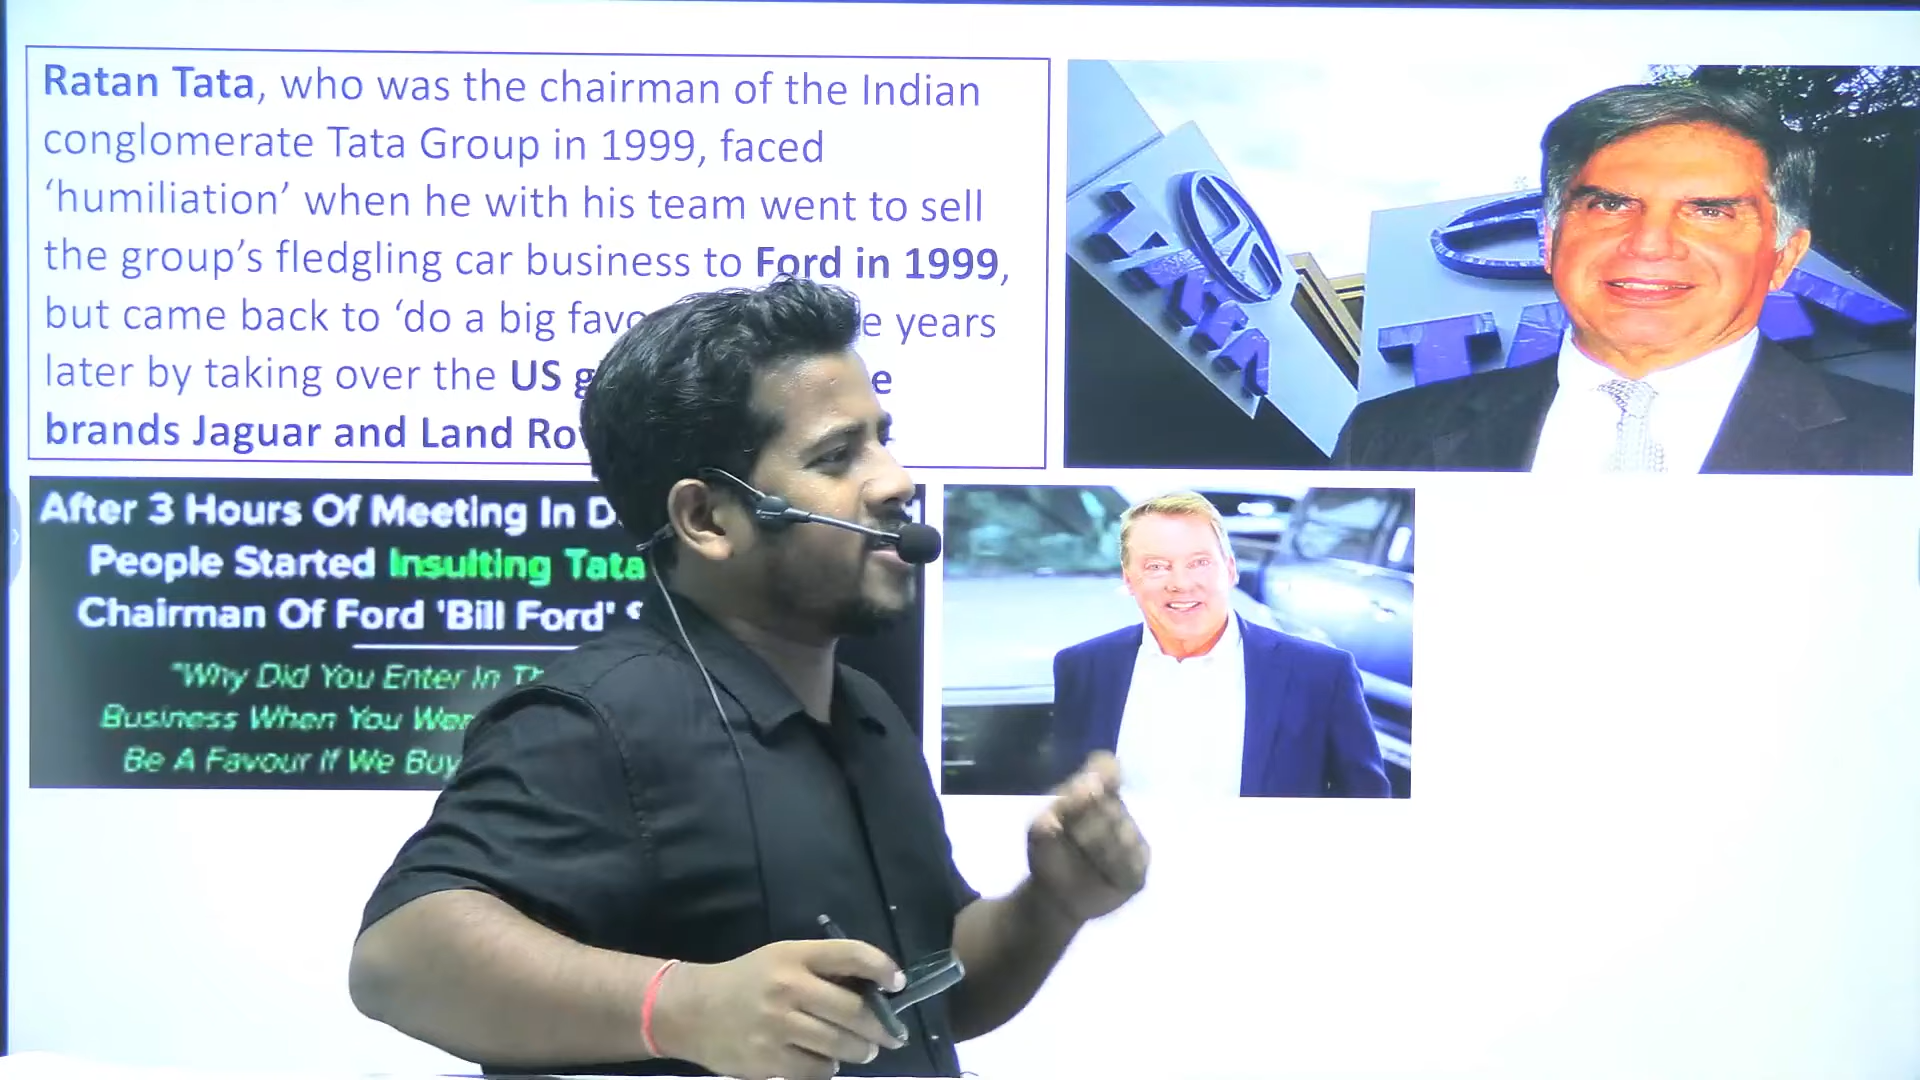 Ratan Tata, who was the chairman of the Indian
conglomerate Tata Group in 1999, faced
‘humiliation’ when he with his team went to sell
the group’s fledgling car business to Ford in 1999,
but came back to ‘do a big years
later by taking over the US
brands Jaguar and Land
After 3 Hours Of Meeting In
People Started Insulting Tata
Chairman Of Ford 'Bill Ford'
"Why Did You Enter In
Business When You
Be A Favour If We Buy
TATA